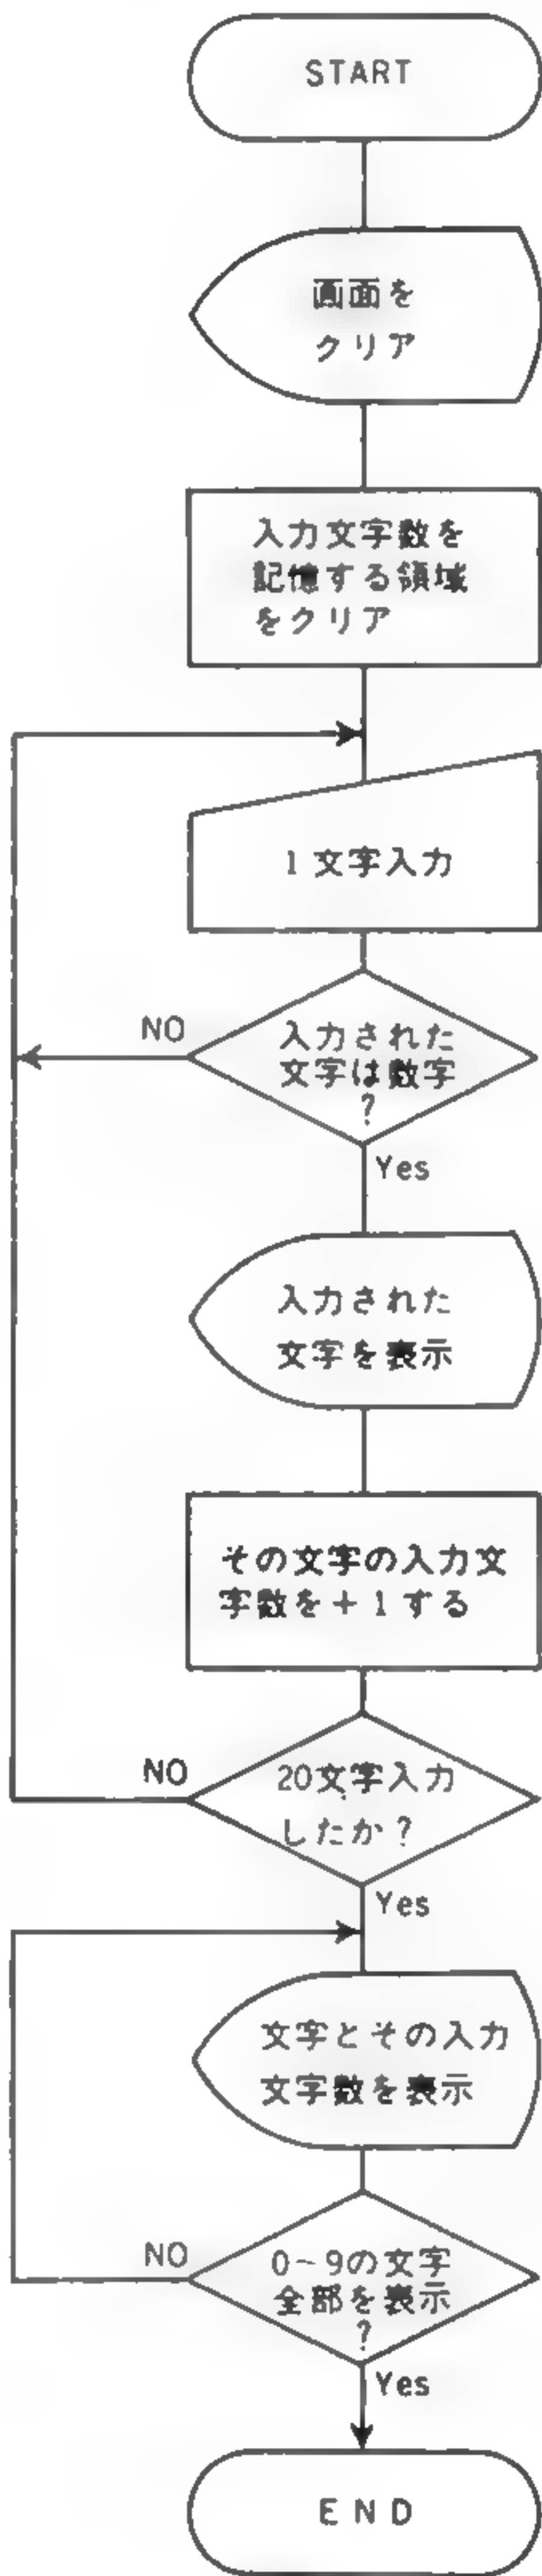 START
画面を
クリア
入力文字数を
記憶する領域
をクリア
1文字入力
NO
入力された
文字は数字
?
Yes
入力された
文字を表示
その文字の入力文
字数を+1する
NO
20文字入力
したか?
Yes
文字とその入力
文字数を表示
NO
0~9の文字
全部を表示
?
Yes
END